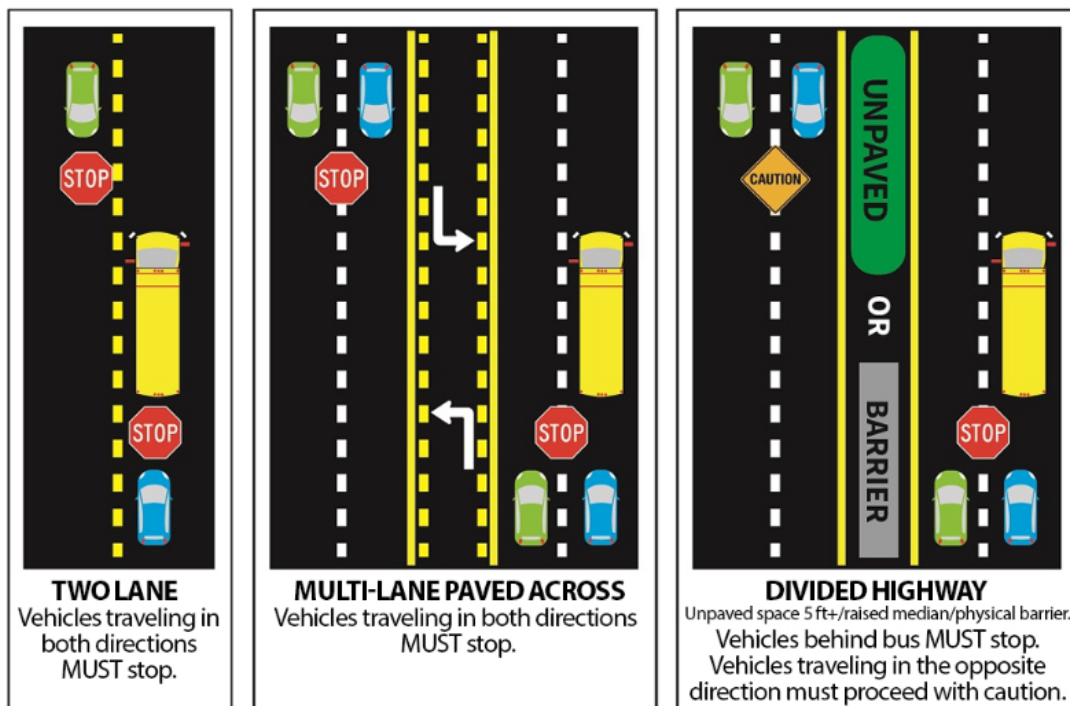 STOP
STOP
TWO LANE
Vehicles traveling in
both directions
MUST stop.
STOP
STOP
MULTI-LANE PAVED ACROSS
Vehicles traveling in both directions
MUST stop.
CAUTION
UNPAVED
OR
BARRIER
STOP
DIVIDED HIGHWAY
Unpaved space 5 ft+/raised median/physical barrier.
Vehicles behind bus MUST stop.
Vehicles traveling in the opposite
direction must proceed with caution.